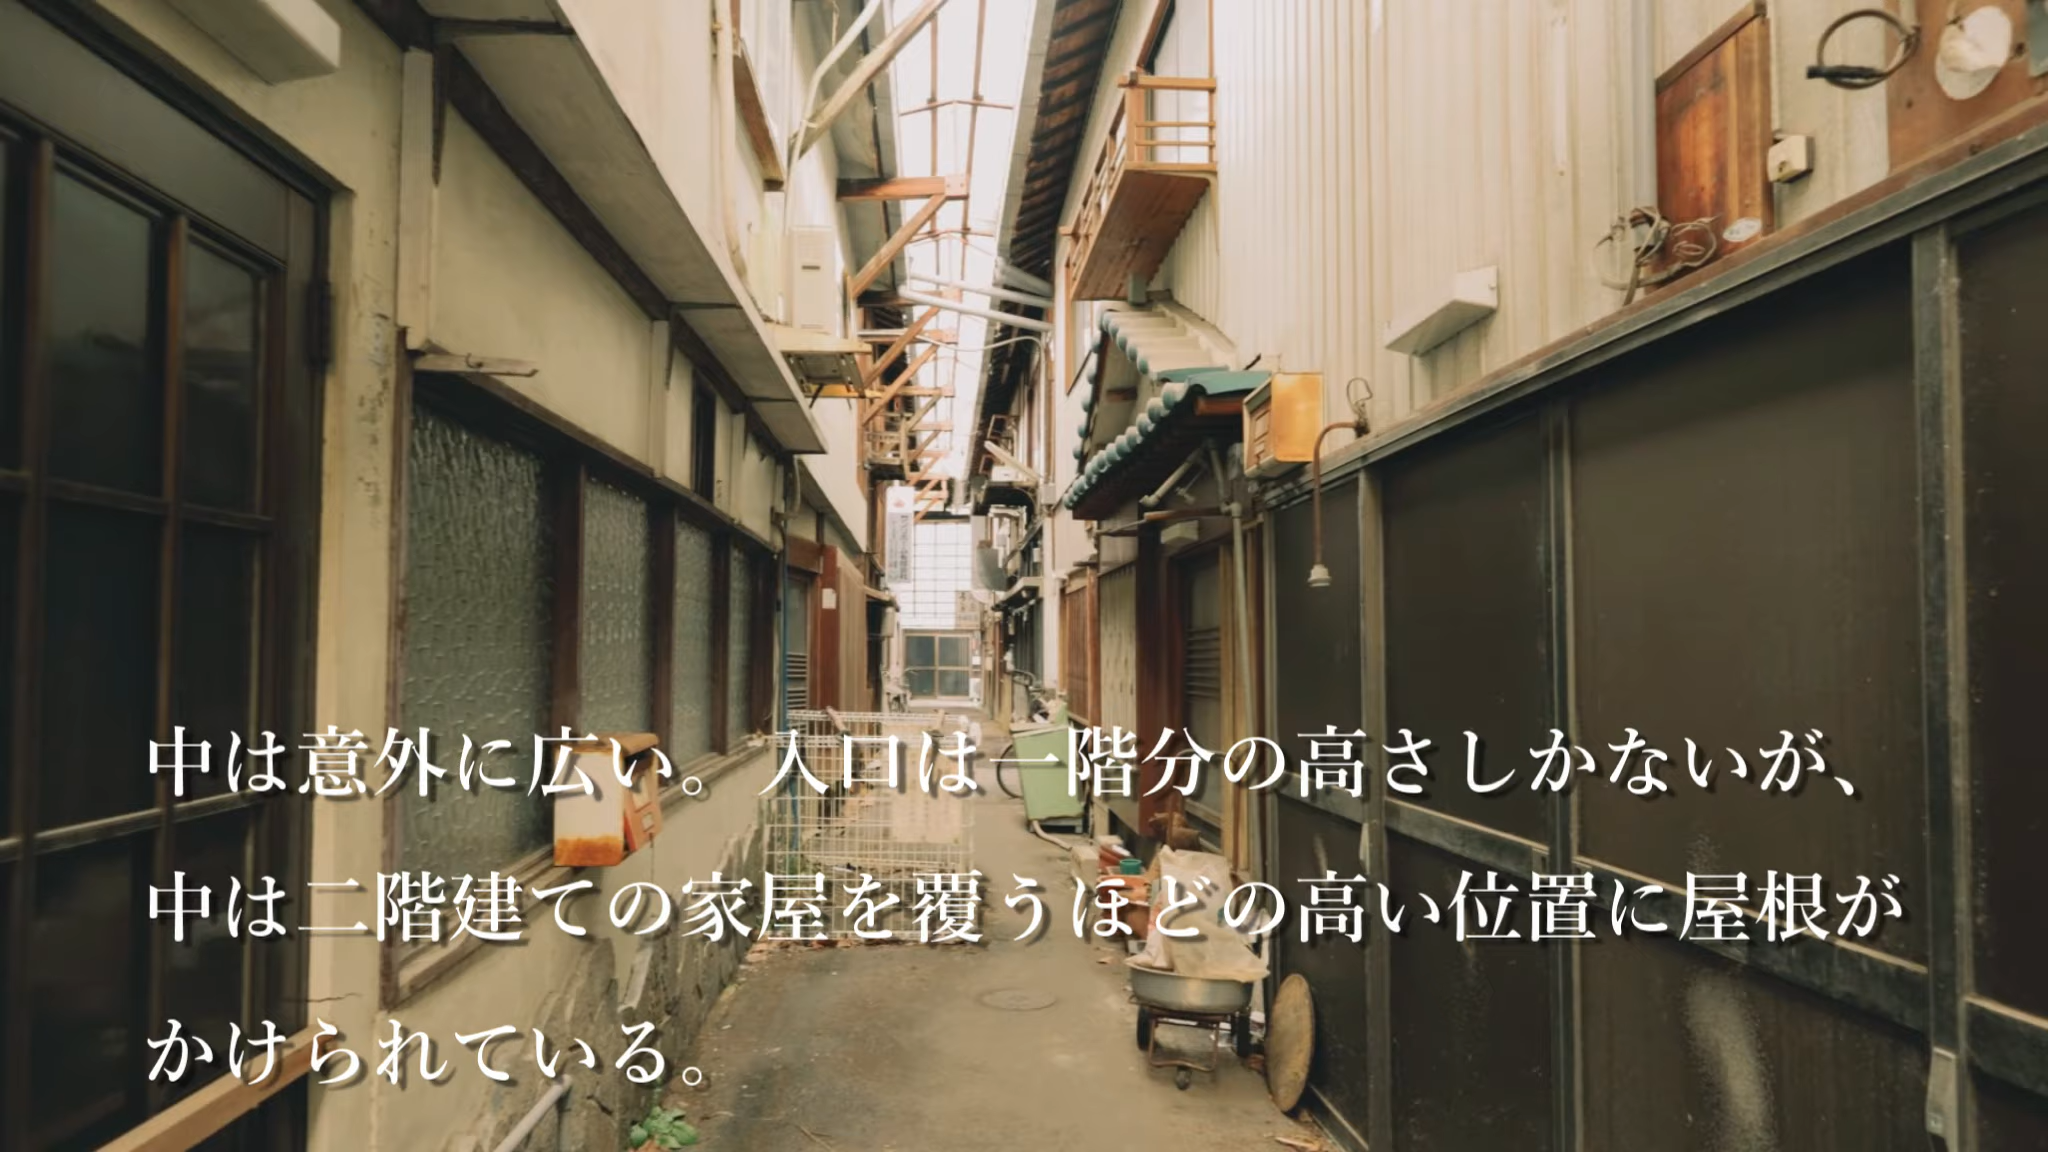 中は意外に広い。入口は一階分の高さしかないが、
中は二階建ての家屋を覆うほどの高い位置に屋根が
かけられている。